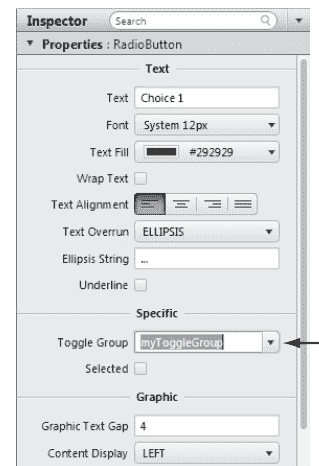 Inspector Search
Properties : RadioButton
Text
Text Choice 1
Font System 12px
Text Fill #292929
Wrap Text
Text Alignment
Text Overrun ELLIPSIS
Ellipsis String ...
Underline
Specific
Toggle Group myToggleGroup
Selected
Graphic
Graphic Text Gap 4
Content Display LEFT